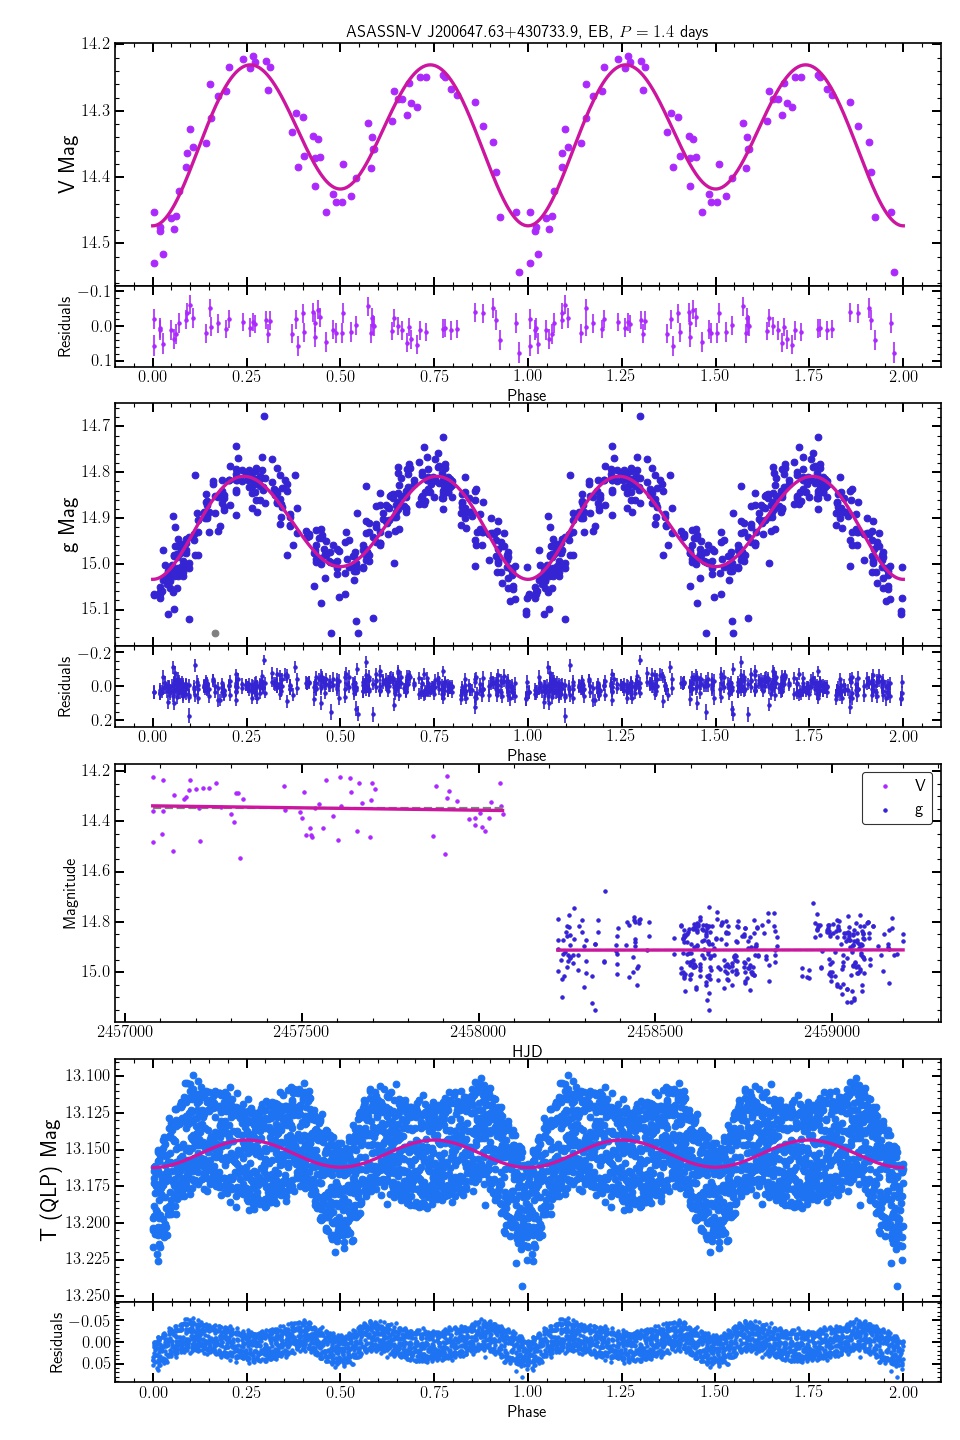 ASASSN-V J200647.63+430733.9, EB, P = 1.4 days
14.2
14.3
14.4
14.5
V Mag
−0.1
0.0
0.1
Residuals
0.00 0.25 0.50 0.75 1.00 1.25 1.50 1.75 2.00
Phase
14.7
14.8
14.9
15.0
15.1
g Mag
−0.2
0.0
0.2
Residuals
0.00 0.25 0.50 0.75 1.00 1.25 1.50 1.75 2.00
Phase
14.2
14.4
14.6
14.8
15.0
Magnitude
V
g
2457000 2457500 2458000 2458500 2459000
HJD
13.100
13.125
13.150
13.175
13.200
13.225
13.250
T (QLP) Mag
−0.05
0.00
0.05
Residuals
0.00 0.25 0.50 0.75 1.00 1.25 1.50 1.75 2.00
Phase